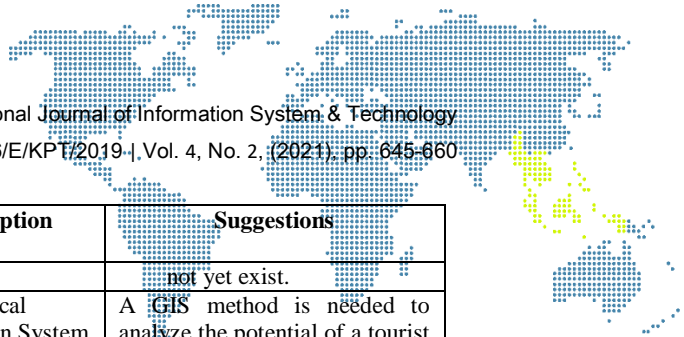 onal Journal of Information System & Technology
/E/KPT/2019 | Vol. 4, No. 2, (2021), pp. 645-660
ption Suggestions
not yet exist.
cal A GIS method is needed to
n System analyze the potential of a tourist